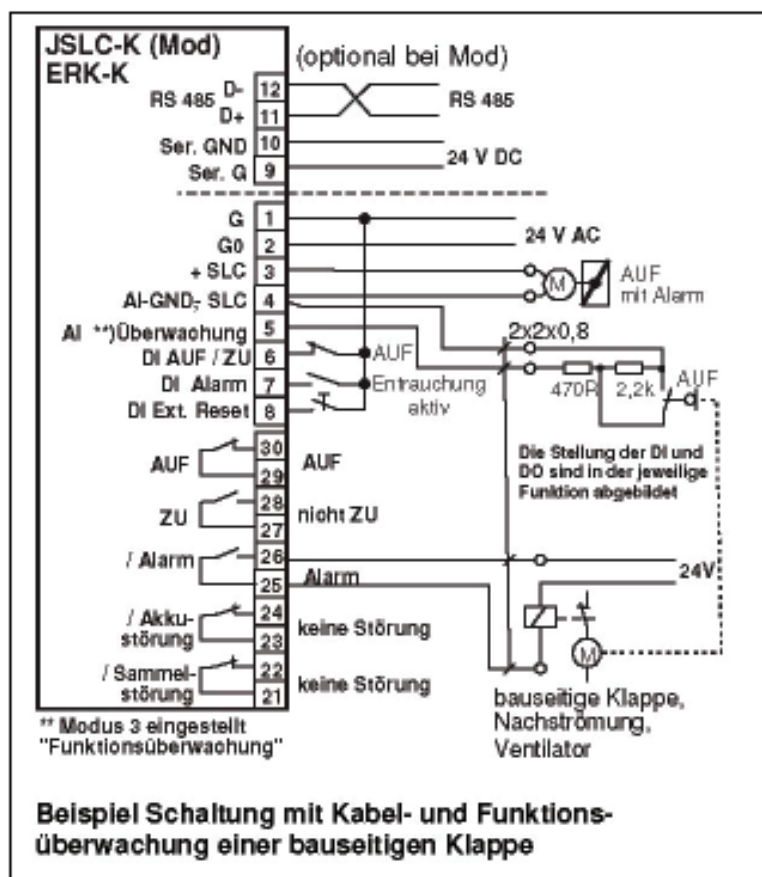 JSLC-K (Mod)
ERK-K
(optional bei Mod)
RS 485 D- 12 RS 485
D+ 11
Ser. GND 10 24 V DC
Ser. G 9
G 1 24 V AC
G0 2
+ SLC 3 M AUF
mit Alarm
AI-GND,- SLC 4
AI **)Überwachung 5 2x2x0,8
DI AUF / ZU 6 AUF
DI Alarm 7 Entrauchung
aktiv
470R 2,2k AUF
DI Ext. Reset 8
Die Stellung der DI und
DO sind in der jeweilige
Funktion abgebildet
AUF 30 AUF
29
ZU 28 nicht ZU
27
/ Alarm 26
25 Alarm 24V
/ Akku-
störung 24 keine Störung
23
/ Sammel-
störung 22 keine Störung
21
M
bauseitige Klappe,
Nachströmung,
Ventilator
** Modus 3 eingestellt
"Funktionsüberwachung"
Beispiel Schaltung mit Kabel- und Funktions-
überwachung einer bauseitigen Klappe